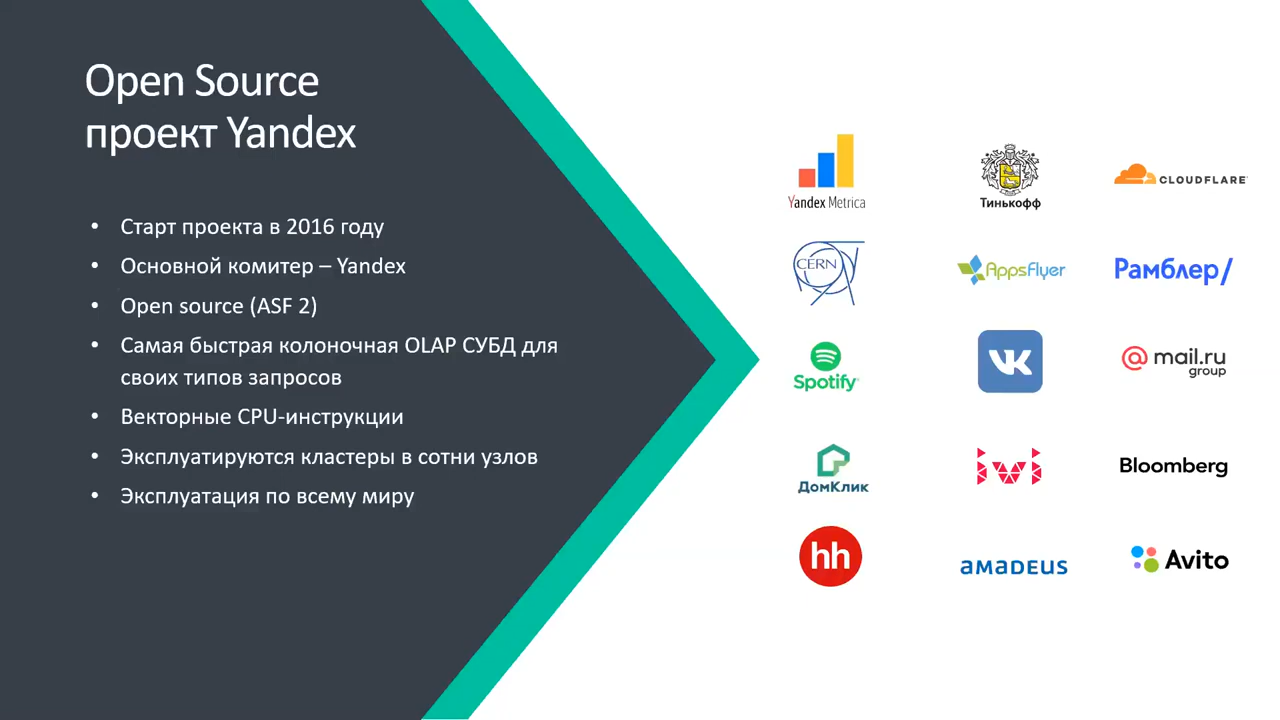 Open Source
проект Yandex
• Старт проекта в 2016 году
• Основной комитер – Yandex
• Open source (ASF 2)
• Самая быстрая колоночная OLAP СУБД для
своих типов запросов
• Векторные CPU-инструкции
• Эксплуатируются кластеры в сотни узлов
• Эксплуатация по всему миру
Yandex Metrica
Тинькофф
CLOUDFLARE
CERN
AppsFlyer
Рамблер/
Spotify
VK
@mail.ru
group
ДомКлик
ivi
Bloomberg
hh
amadeus
Avito